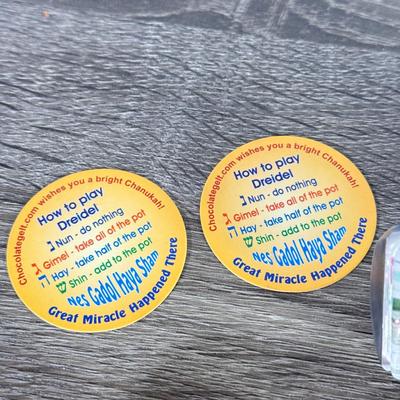 Chocolategelt.com wishes you a bright Chanukah!
How to play
Dreidel
נ Nun - do nothing
ג Gimel - take all of the pot
ה Hay - take half of the pot
ש Shin - add to the pot
Nes Gadol Haya Sham
Great Miracle Happened There
Chocolategelt.com wishes you a bright Chanukah!
How to play
Dreidel
נ Nun - do nothing
ג Gimel - take all of the pot
ה Hay - take half of the pot
ש Shin - add to the pot
Nes Gadol Haya Sham
Great Miracle Happened There